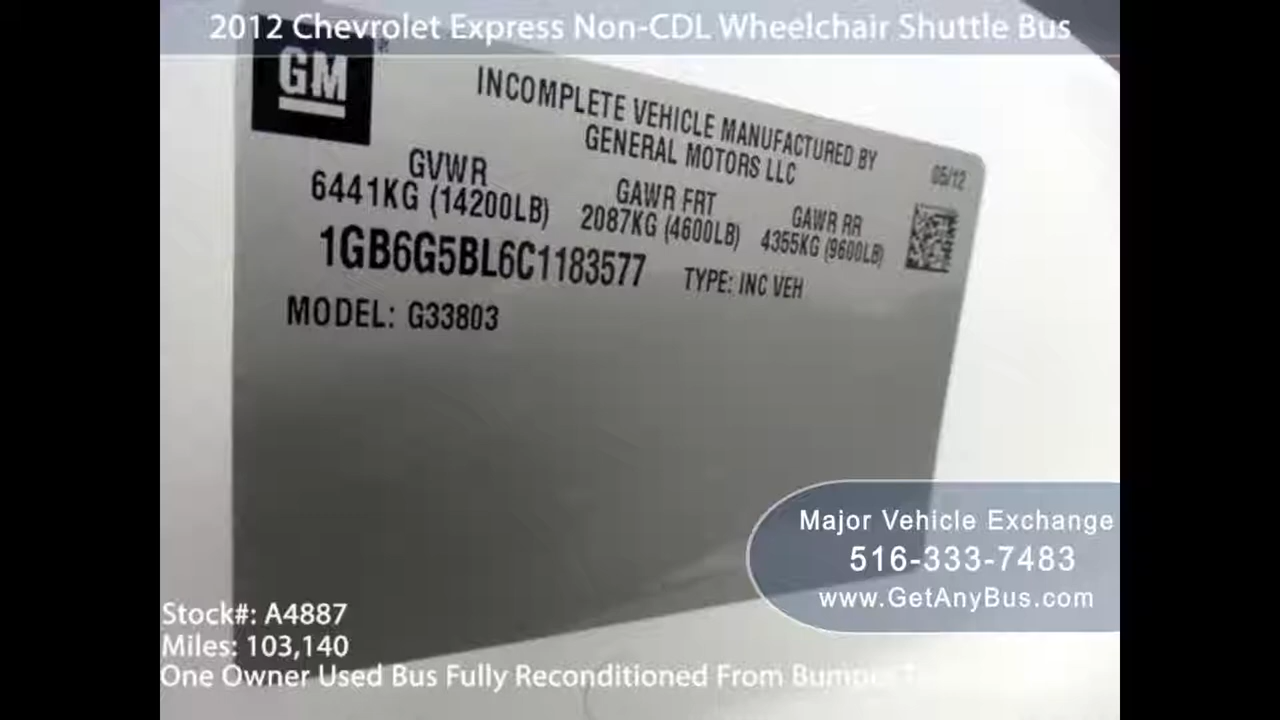 2012 Chevrolet Express Non-CDL Wheelchair Shuttle Bus
GM
INCOMPLETE VEHICLE MANUFACTURED BY
GENERAL MOTORS LLC
05/12
GVWR
6441KG (14200LB)
GAWR FRT
2087KG (4600LB)
GAWR RR
4355KG (9600LB)
1GB6G5BL6C1183577
TYPE: INC VEH
MODEL: G33803
Major Vehicle Exchange
516-333-7483
www.GetAnyBus.com
Stock#: A4887
Miles: 103,140
One Owner Used Bus Fully Reconditioned From Bumper